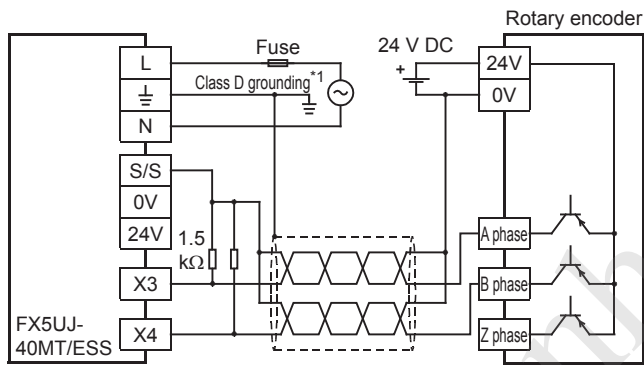 Rotary encoder
Fuse
24 V DC
L
24V
Class D grounding*1
+
0V
N
S/S
0V
24V
1.5
kΩ
A phase
X3
B phase
FX5UJ-
40MT/ESS
X4
Z phase